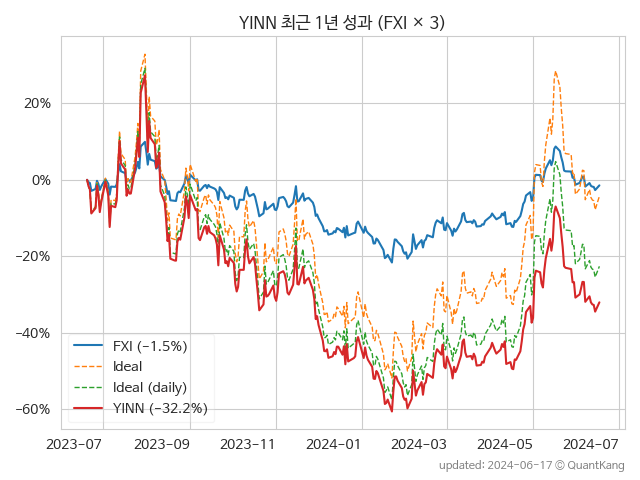 YINN 최근 1년 성과 (FXI × 3)
20%
0%
−20%
−40%
−60%
FXI (−1.5%)
Ideal
Ideal (daily)
YINN (−32.2%)
2023-07 2023-09 2023-11 2024-01 2024-03 2024-05 2024-07
updated: 2024-06-17 © QuantKang